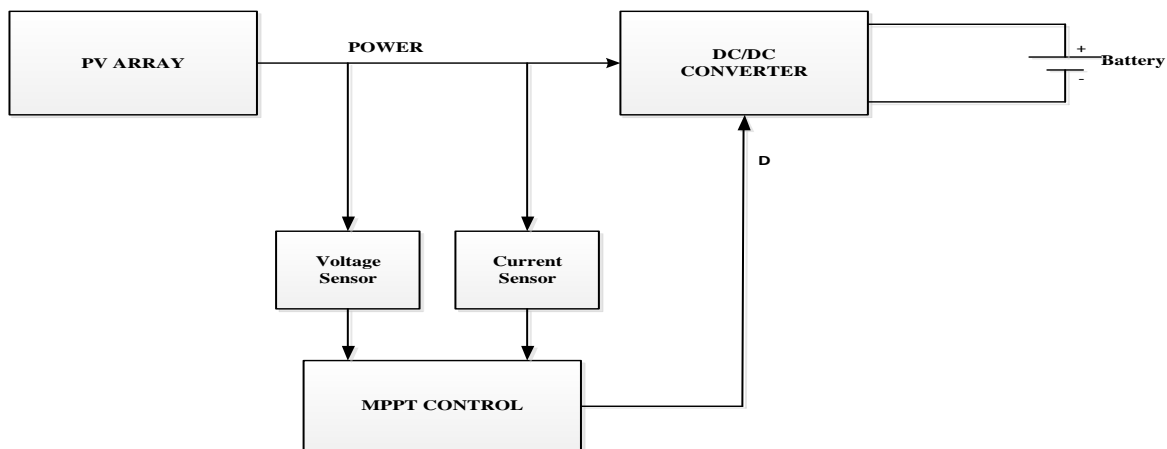 PV ARRAY
POWER
DC/DC
CONVERTER
+
-
Battery
D
Voltage
Sensor
Current
Sensor
MPPT CONTROL